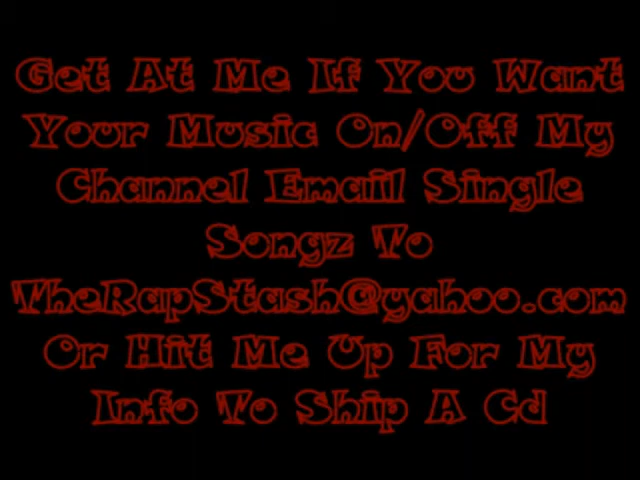 Get At Me If You Want
Your Music On/Off My
Channel Email Single
Songz To
TheRapStash@yahoo.com
Or Hit Me Up For My
Info To Ship A Cd